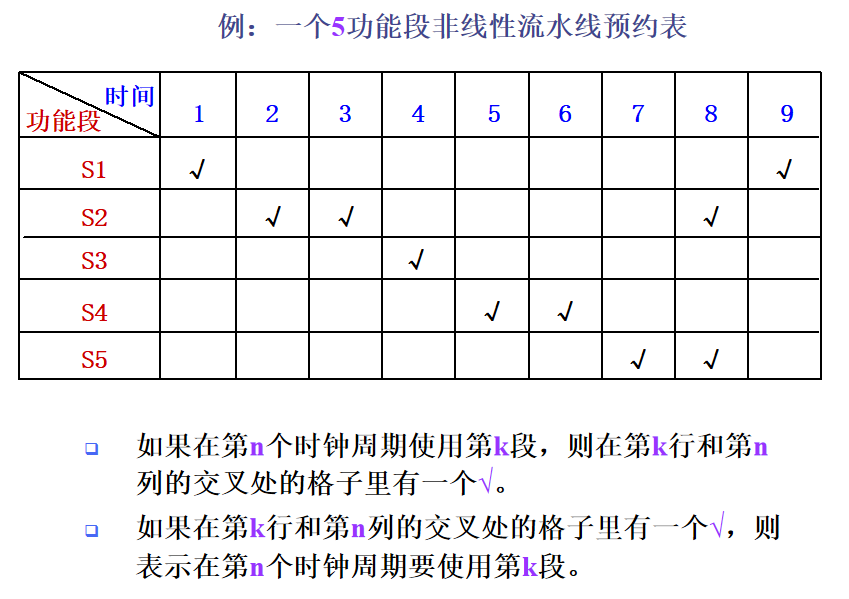 例：一个5功能段非线性流水线预约表
时间
功能段
1 2 3 4 5 6 7 8 9
S1 √ √
S2 √ √ √
S3 √
S4 √ √
S5 √ √
❑ 如果在第n个时钟周期使用第k段，则在第k行和第n
列的交叉处的格子里有一个√。
❑ 如果在第k行和第n列的交叉处的格子里有一个√，则
表示在第n个时钟周期要使用第k段。